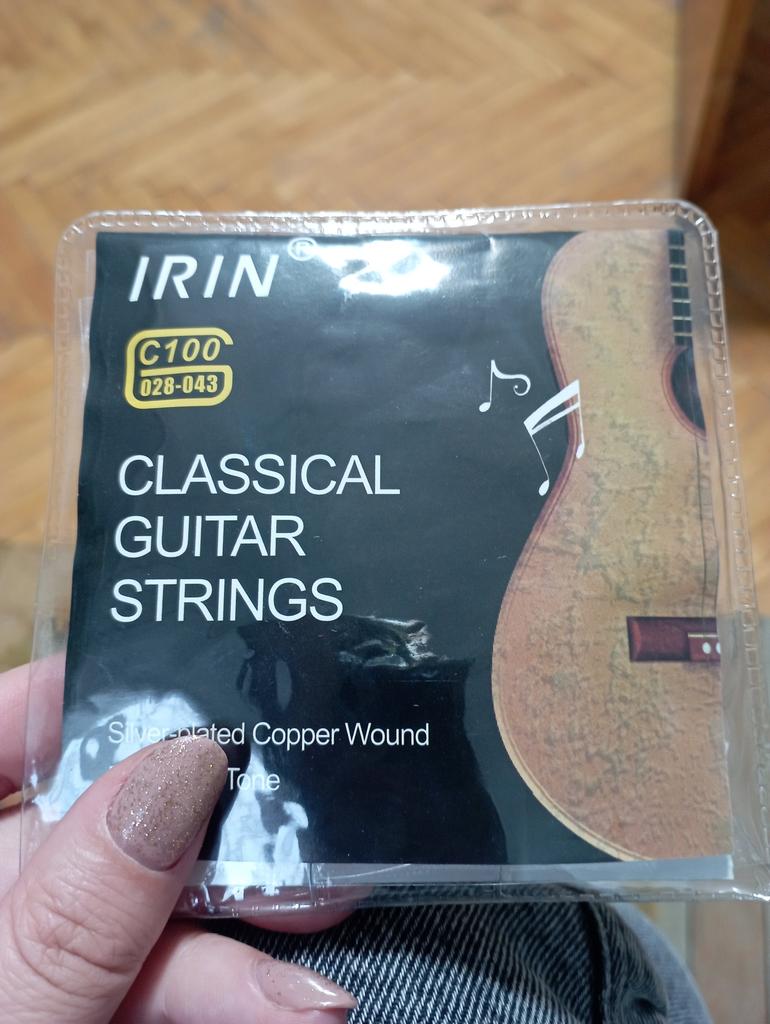 IRIN®
C100
028-043
CLASSICAL
GUITAR
STRINGS
Silver-plated Copper Wound
Tone